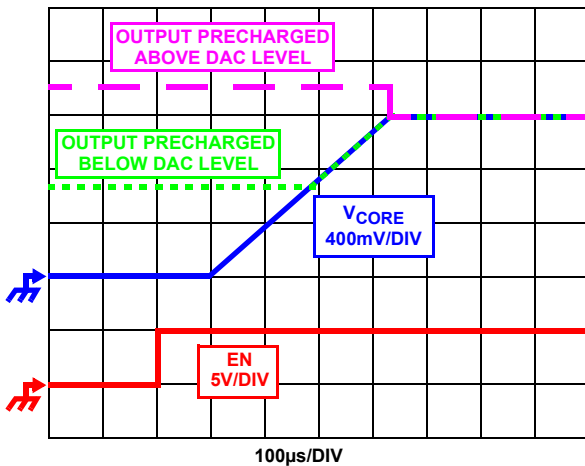 OUTPUT PRECHARGED
ABOVE DAC LEVEL
OUTPUT PRECHARGED
BELOW DAC LEVEL
VCORE
400mV/DIV
EN
5V/DIV
100µs/DIV